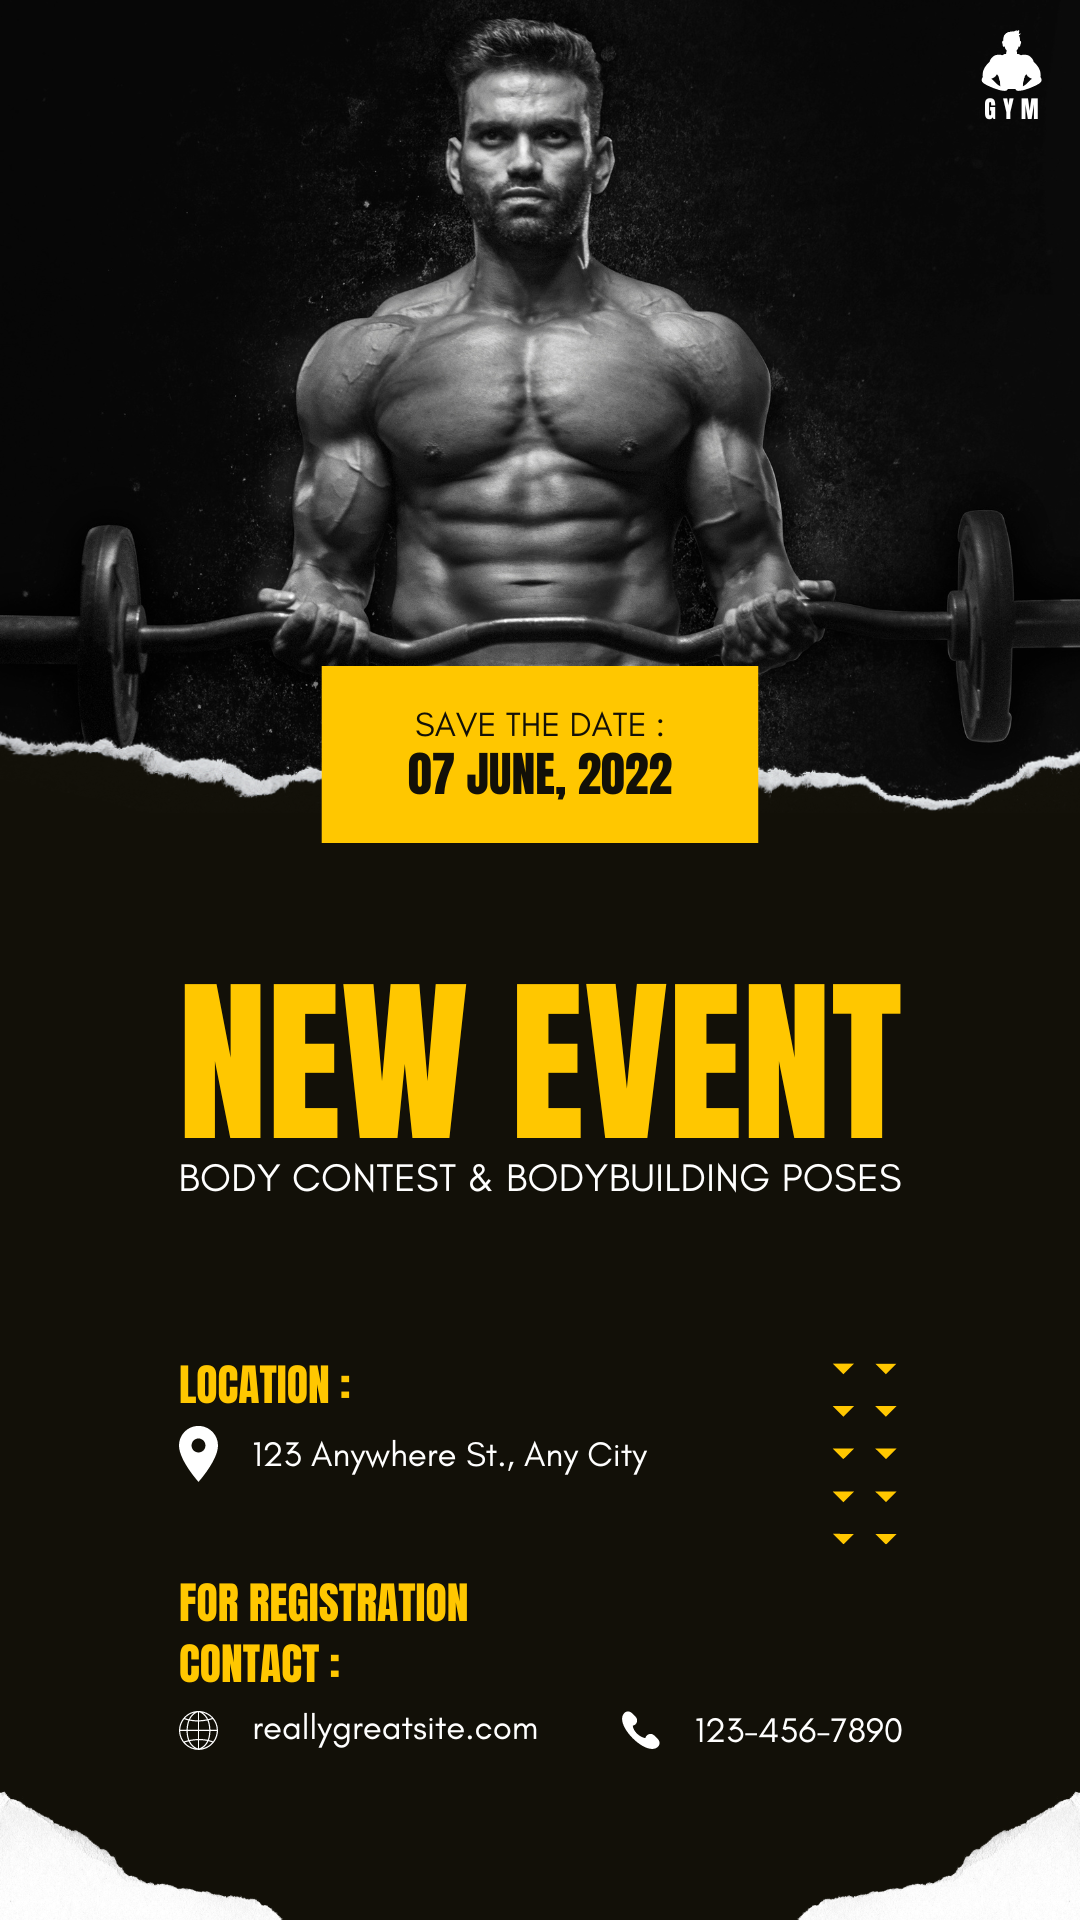 GYM
SAVE THE DATE :
07 JUNE, 2022
NEW EVENT
BODY CONTEST & BODYBUILDING POSES
LOCATION :
123 Anywhere St., Any City
FOR REGISTRATION
CONTACT :
reallygreatsite.com
123-456-7890